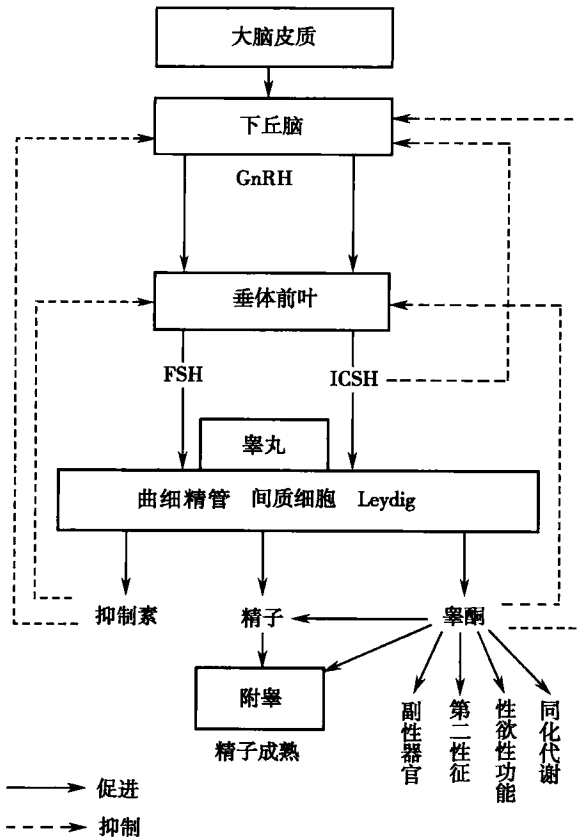 大脑皮质
下丘脑
GnRH
垂体前叶
FSH
ICSH
睾丸
曲细精管 间质细胞 Leydig
抑制素
精子
睾酮
附睾
精子成熟
副性器官
第二性征
性欲性功能
同化代谢
促进
抑制